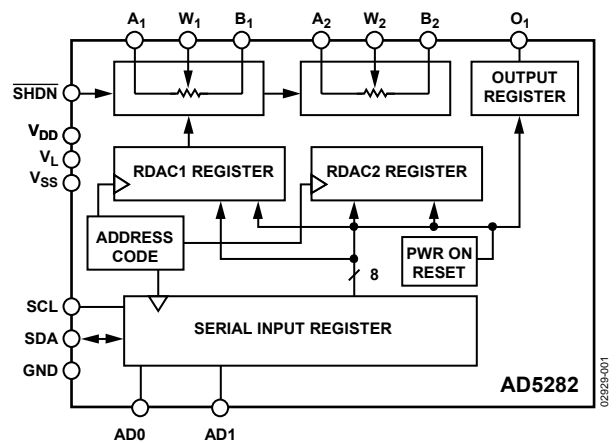 A1 W1 B1 A2 W2 B2 O1
SHDN
OUTPUT
REGISTER
VDD
VL
VSS
RDAC1 REGISTER
RDAC2 REGISTER
ADDRESS
CODE
PWR ON
RESET
8
SCL
SDA
GND
SERIAL INPUT REGISTER
AD5282
AD0 AD1
02929-001